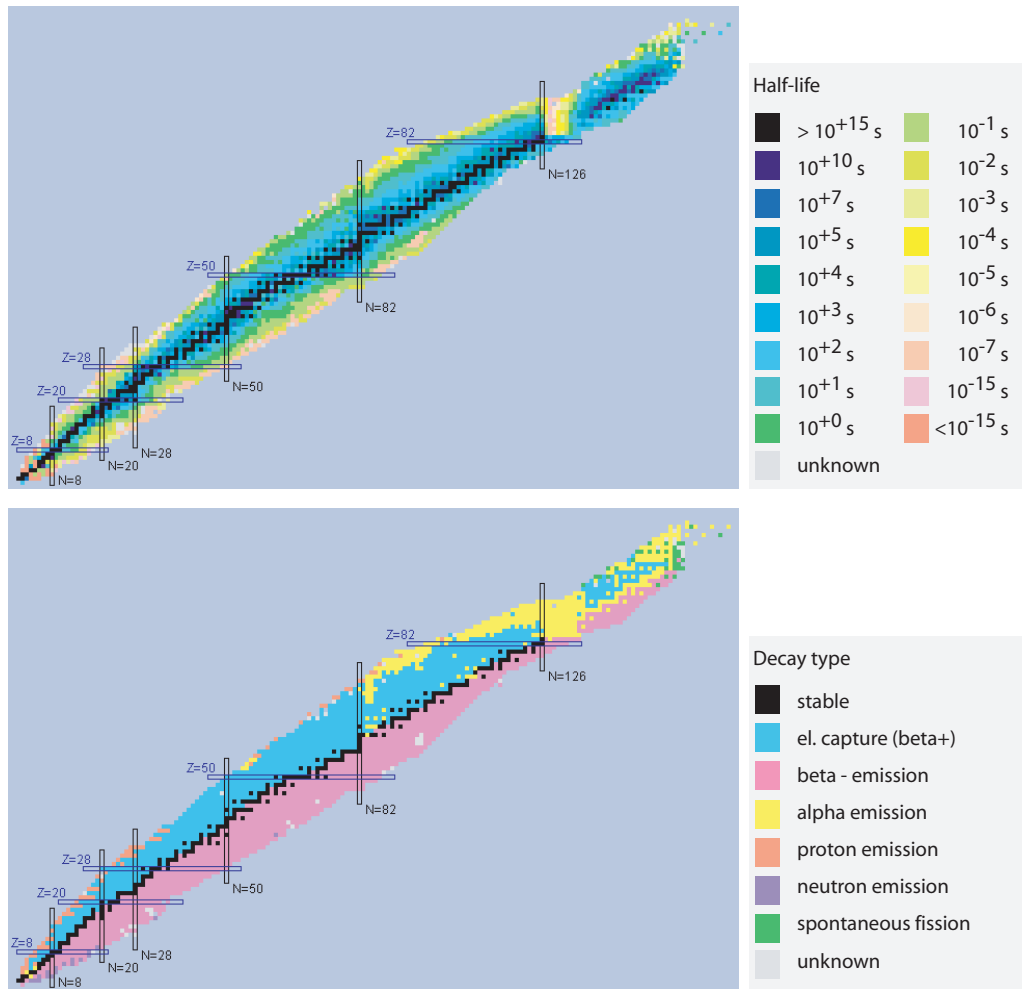 Z=82
N=126
Z=50
N=82
Z=28
N=50
Z=20
N=28
Z=8
N=20
N=8
Half-life
> 10+15 s
10+10 s
10+7 s
10+5 s
10+4 s
10+3 s
10+2 s
10+1 s
10+0 s
unknown
10-1 s
10-2 s
10-3 s
10-4 s
10-5 s
10-6 s
10-7 s
10-15 s
<10-15 s
Z=82
N=126
Z=50
N=82
Z=28
N=50
Z=20
N=28
Z=8
N=20
N=8
Decay type
stable
el. capture (beta+)
beta - emission
alpha emission
proton emission
neutron emission
spontaneous fission
unknown